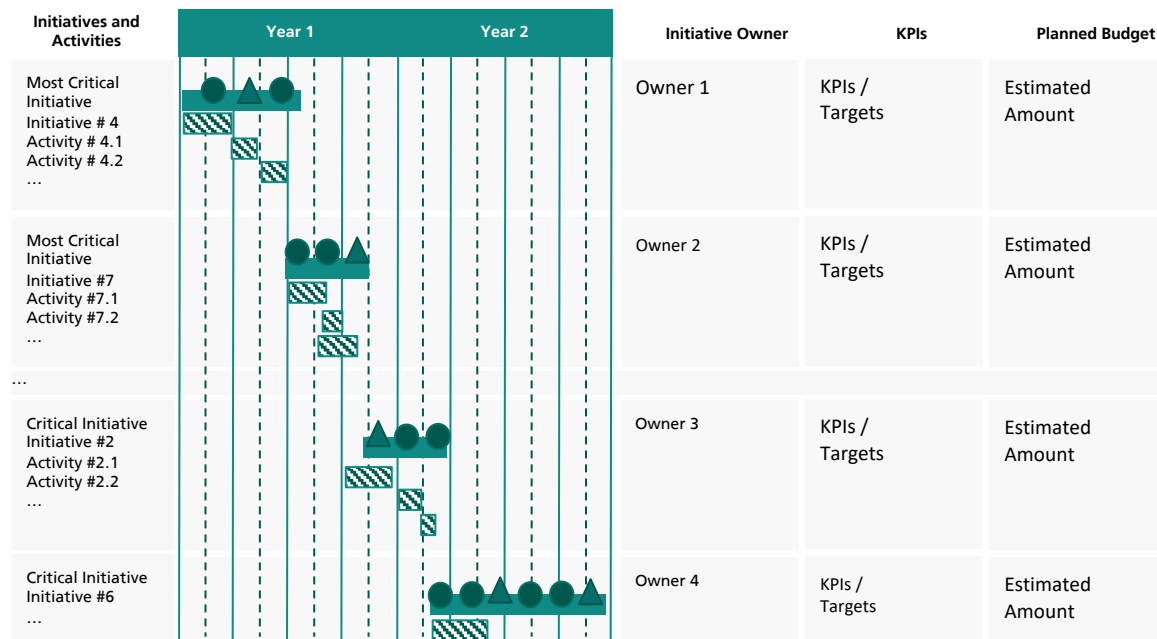 Initiatives and
Activities
Year 1
Year 2
Initiative Owner
KPIs
Planned Budget
Most Critical
Initiative
Initiative # 4
Activity # 4.1
Activity # 4.2
…
Owner 1
KPIs /
Targets
Estimated
Amount
Most Critical
Initiative
Initiative #7
Activity #7.1
Activity #7.2
…
Owner 2
KPIs /
Targets
Estimated
Amount
…
Critical Initiative
Initiative #2
Activity #2.1
Activity #2.2
…
Owner 3
KPIs /
Targets
Estimated
Amount
Critical Initiative
Initiative #6
…
Owner 4
KPIs /
Targets
Estimated
Amount